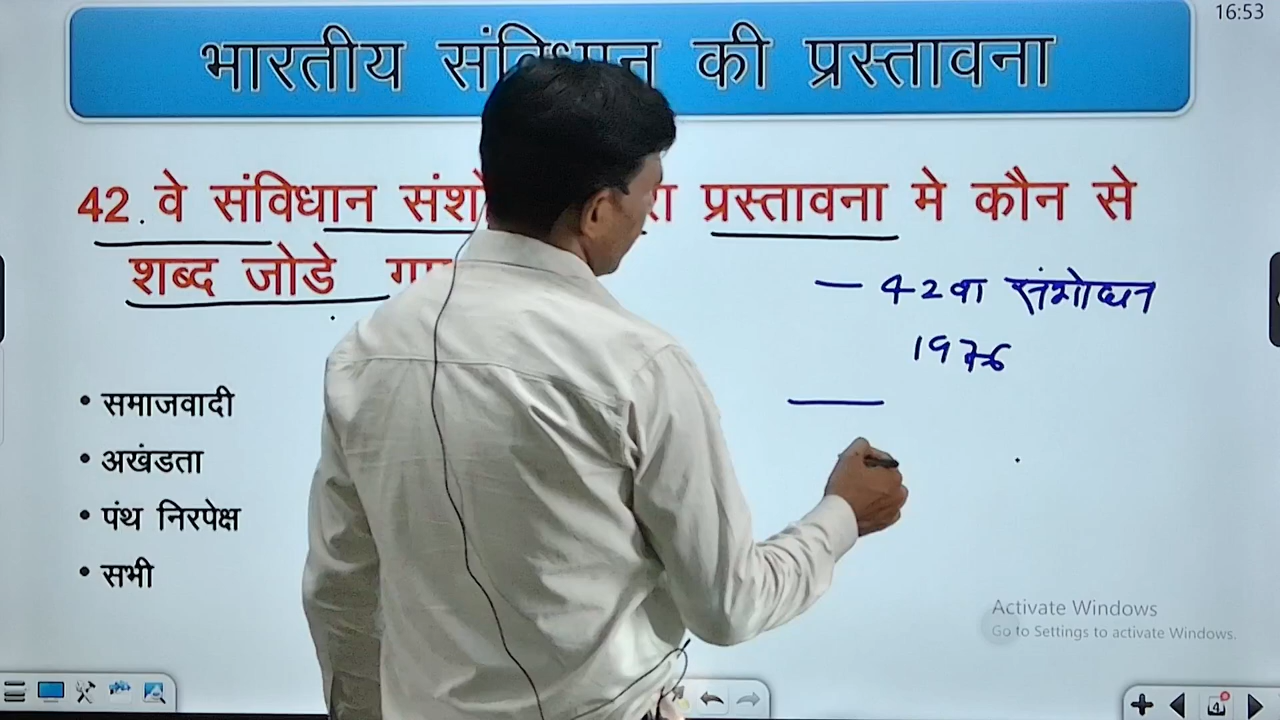 16:53
भारतीय संविधान की प्रस्तावना
42 वे संविधान प्रस्तावना मे कौन से
शब्द जोडे
— 42वा संशोधन
1976
• समाजवादी
• अखंडता
• पंथ निरपेक्ष
• सभी
Activate Windows
Go to Settings to activate Windows.